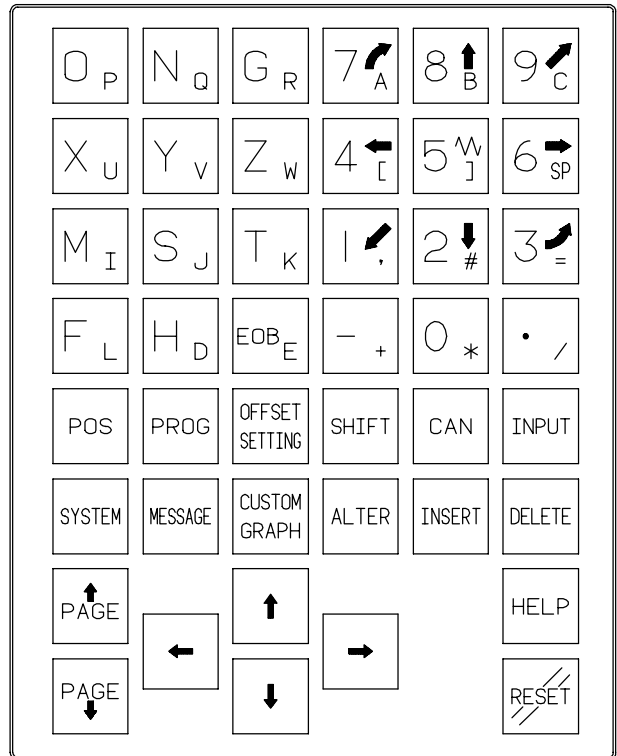 O P N Q G R 7 A 8 B 9 C
X U Y V Z W 4 [ 5 ] 6 SP
M I S J T K 1 , 2 # 3 =
F L H D EOB E - + 0 * . /
POS PROG OFFSET SETTING SHIFT CAN INPUT
SYSTEM MESSAGE CUSTOM GRAPH ALTER INSERT DELETE
PAGE HELP
PAGE RESET